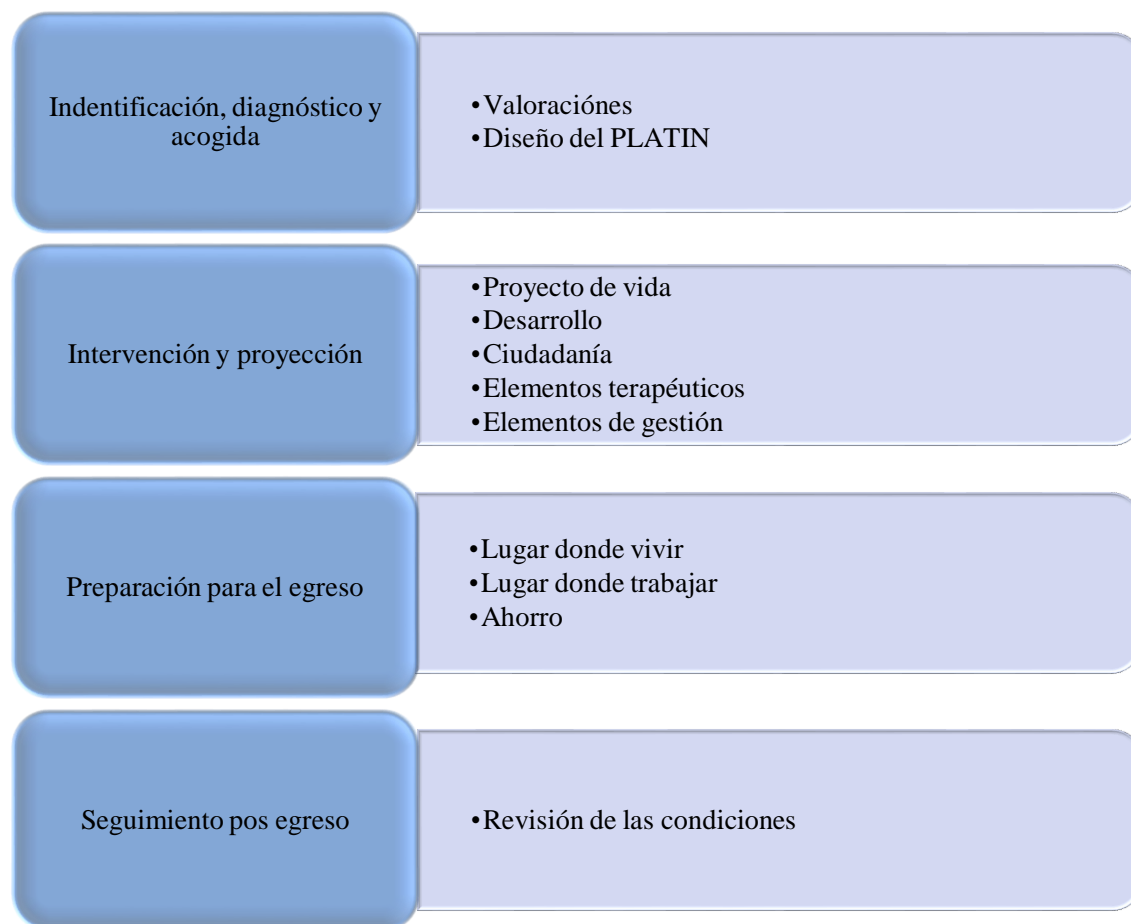 Indentificación, diagnóstico y
acogida
•Valoraciónes
•Diseño del PLATIN
Intervención y proyección
•Proyecto de vida
•Desarrollo
•Ciudadanía
•Elementos terapéuticos
•Elementos de gestión
Preparación para el egreso
•Lugar donde vivir
•Lugar donde trabajar
•Ahorro
Seguimiento pos egreso
•Revisión de las condiciones